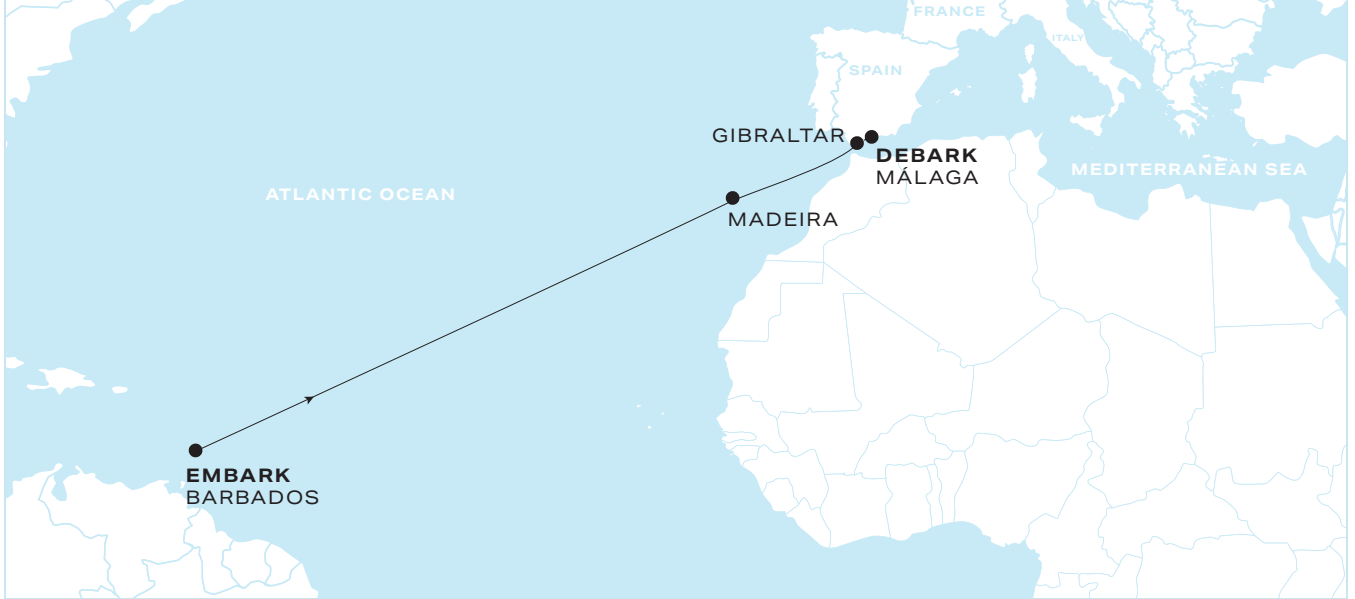 FRANCE
ITALY
SPAIN
GIBRALTAR
DEBARK
MÁLAGA
MEDITERRANEAN SEA
ATLANTIC OCEAN
MADEIRA
EMBARK
BARBADOS